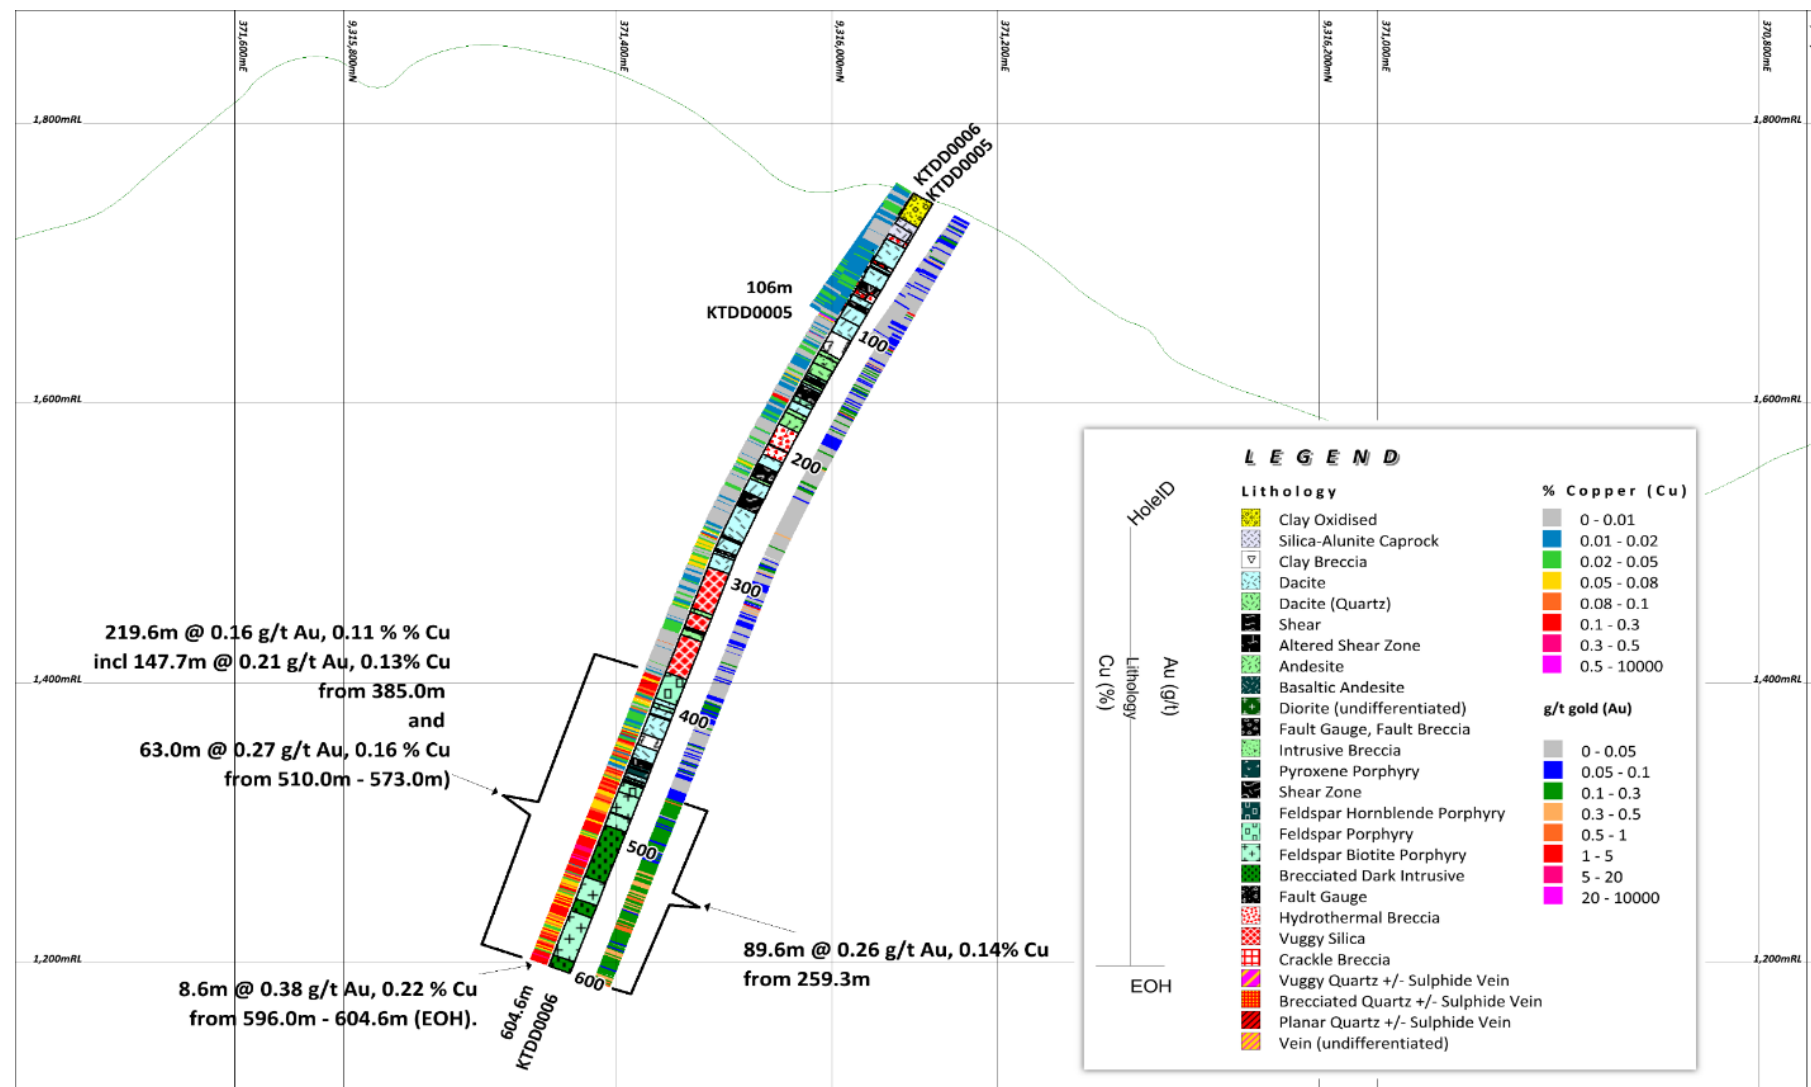 371,600mE
9,315,800mN
371,400mE
9,316,000mN
371,200mE
9,316,200mN
371,000mE
370,800mE
1,800mRL
1,800mRL
KTDD0006
KTDD0005
106m
KTDD0005
100
1,600mRL
1,600mRL
200
300
219.6m @ 0.16 g/t Au, 0.11 % % Cu
incl 147.7m @ 0.21 g/t Au, 0.13% Cu
from 385.0m
and
63.0m @ 0.27 g/t Au, 0.16 % Cu
from 510.0m - 573.0m)
1,400mRL
1,400mRL
400
500
89.6m @ 0.26 g/t Au, 0.14% Cu
from 259.3m
1,200mRL
1,200mRL
600
8.6m @ 0.38 g/t Au, 0.22 % Cu
from 596.0m - 604.6m (EOH).
604.6m
KTDD0006
LEGEND
HoleID
Cu (%)
Lithology
Au (g/t)
EOH
Lithology
Clay Oxidised
Silica-Alunite Caprock
Clay Breccia
Dacite
Dacite (Quartz)
Shear
Altered Shear Zone
Andesite
Basaltic Andesite
Diorite (undifferentiated)
Fault Gauge, Fault Breccia
Intrusive Breccia
Pyroxene Porphyry
Shear Zone
Feldspar Hornblende Porphyry
Feldspar Porphyry
Feldspar Biotite Porphyry
Brecciated Dark Intrusive
Fault Gauge
Hydrothermal Breccia
Vuggy Silica
Crackle Breccia
Vuggy Quartz +/- Sulphide Vein
Brecciated Quartz +/- Sulphide Vein
Planar Quartz +/- Sulphide Vein
Vein (undifferentiated)
% Copper (Cu)
0 - 0.01
0.01 - 0.02
0.02 - 0.05
0.05 - 0.08
0.08 - 0.1
0.1 - 0.3
0.3 - 0.5
0.5 - 10000
g/t gold (Au)
0 - 0.05
0.05 - 0.1
0.1 - 0.3
0.3 - 0.5
0.5 - 1
1 - 5
5 - 20
20 - 10000